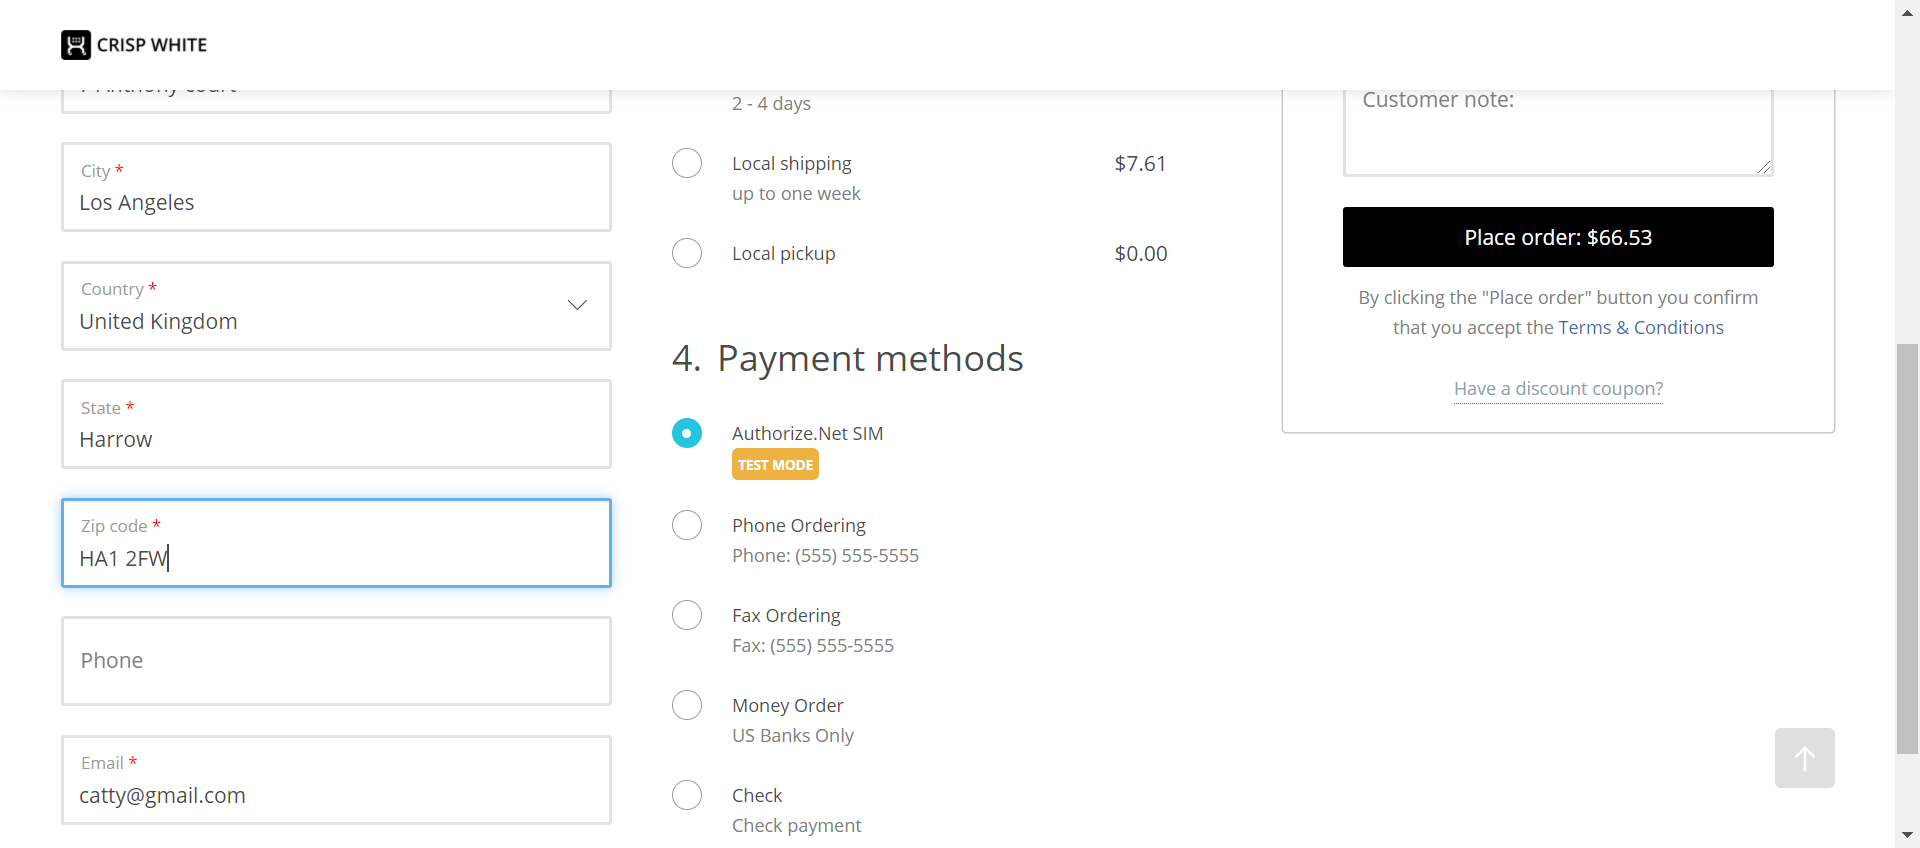 CRISP WHITE
City *
Los Angeles
Country *
United Kingdom
State *
Harrow
Zip code *
HA1 2FW
Phone
Email *
catty@gmail.com
2 - 4 days
Local shipping $7.61
up to one week
Local pickup $0.00
4. Payment methods
Authorize.Net SIM
TEST MODE
Phone Ordering
Phone: (555) 555-5555
Fax Ordering
Fax: (555) 555-5555
Money Order
US Banks Only
Check
Check payment
Customer note:
Place order: $66.53
By clicking the "Place order" button you confirm
that you accept the Terms & Conditions
Have a discount coupon?